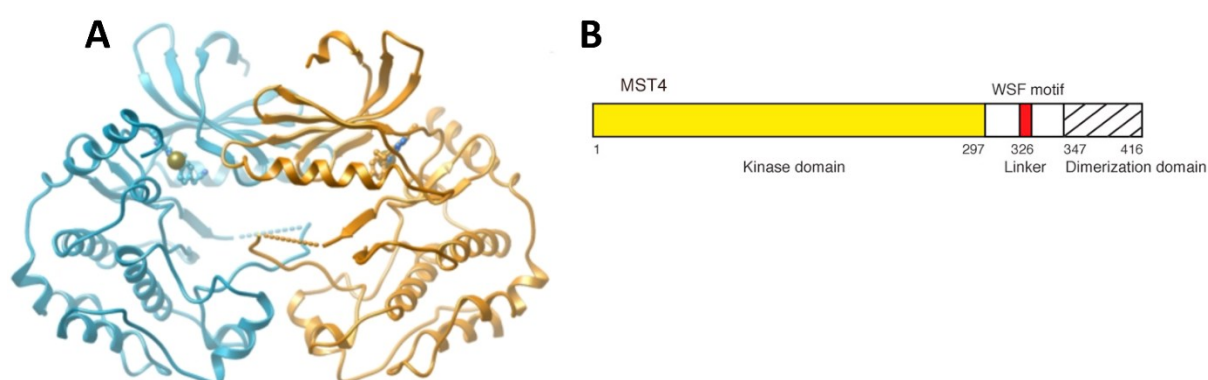 A
B
MST4
WSF motif
1 297 326 347 416
Kinase domain Linker Dimerization domain